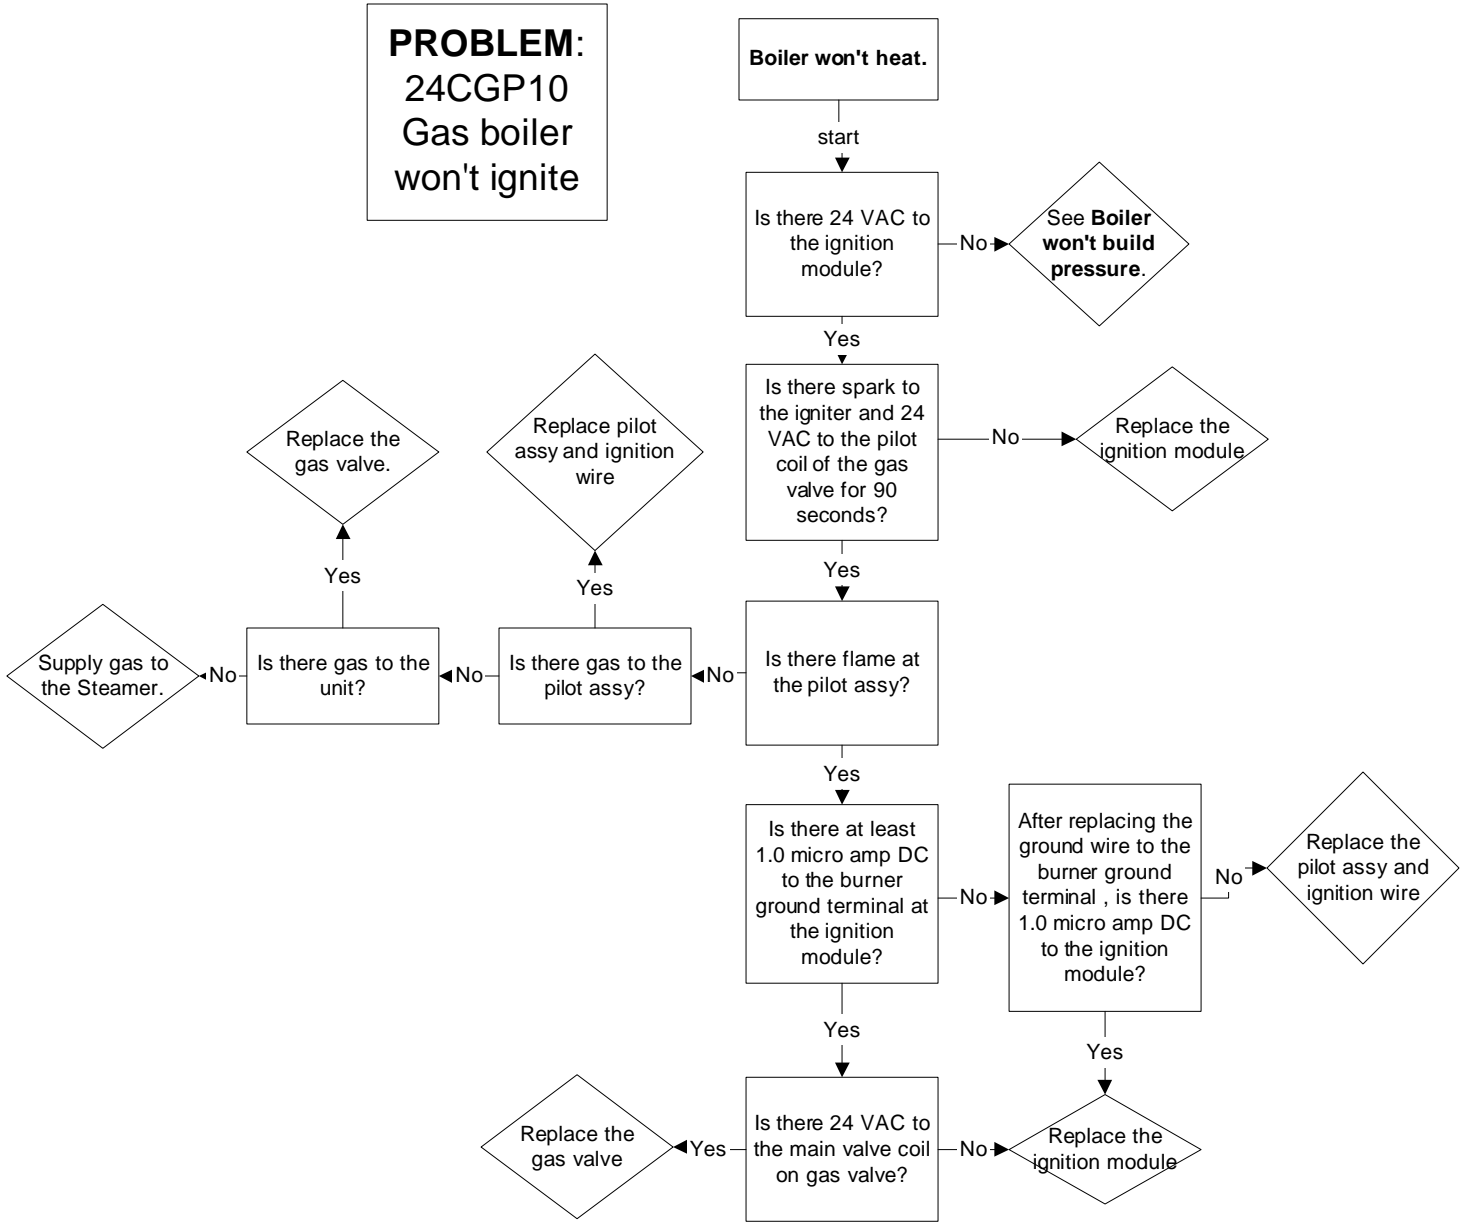 PROBLEM:
24CGP10
Gas boiler
won't ignite
Boiler won't heat.
start
Is there 24 VAC to
the ignition
module?
No
See Boiler
won't build
pressure.
Yes
Is there spark to
the igniter and 24
VAC to the pilot
coil of the gas
valve for 90
seconds?
No
Replace the
ignition module
Yes
Is there flame at
the pilot assy?
No
Is there gas to the
pilot assy?
Yes
Replace pilot
assy and ignition
wire
No
Is there gas to the
unit?
Yes
Replace the
gas valve.
No
Supply gas to
the Steamer.
Yes
Is there at least
1.0 micro amp DC
to the burner
ground terminal at
the ignition
module?
No
After replacing the
ground wire to the
burner ground
terminal , is there
1.0 micro amp DC
to the ignition
module?
No
Replace the
pilot assy and
ignition wire
Yes
Yes
Is there 24 VAC to
the main valve coil
on gas valve?
Yes
Replace the
gas valve
No
Replace the
ignition module